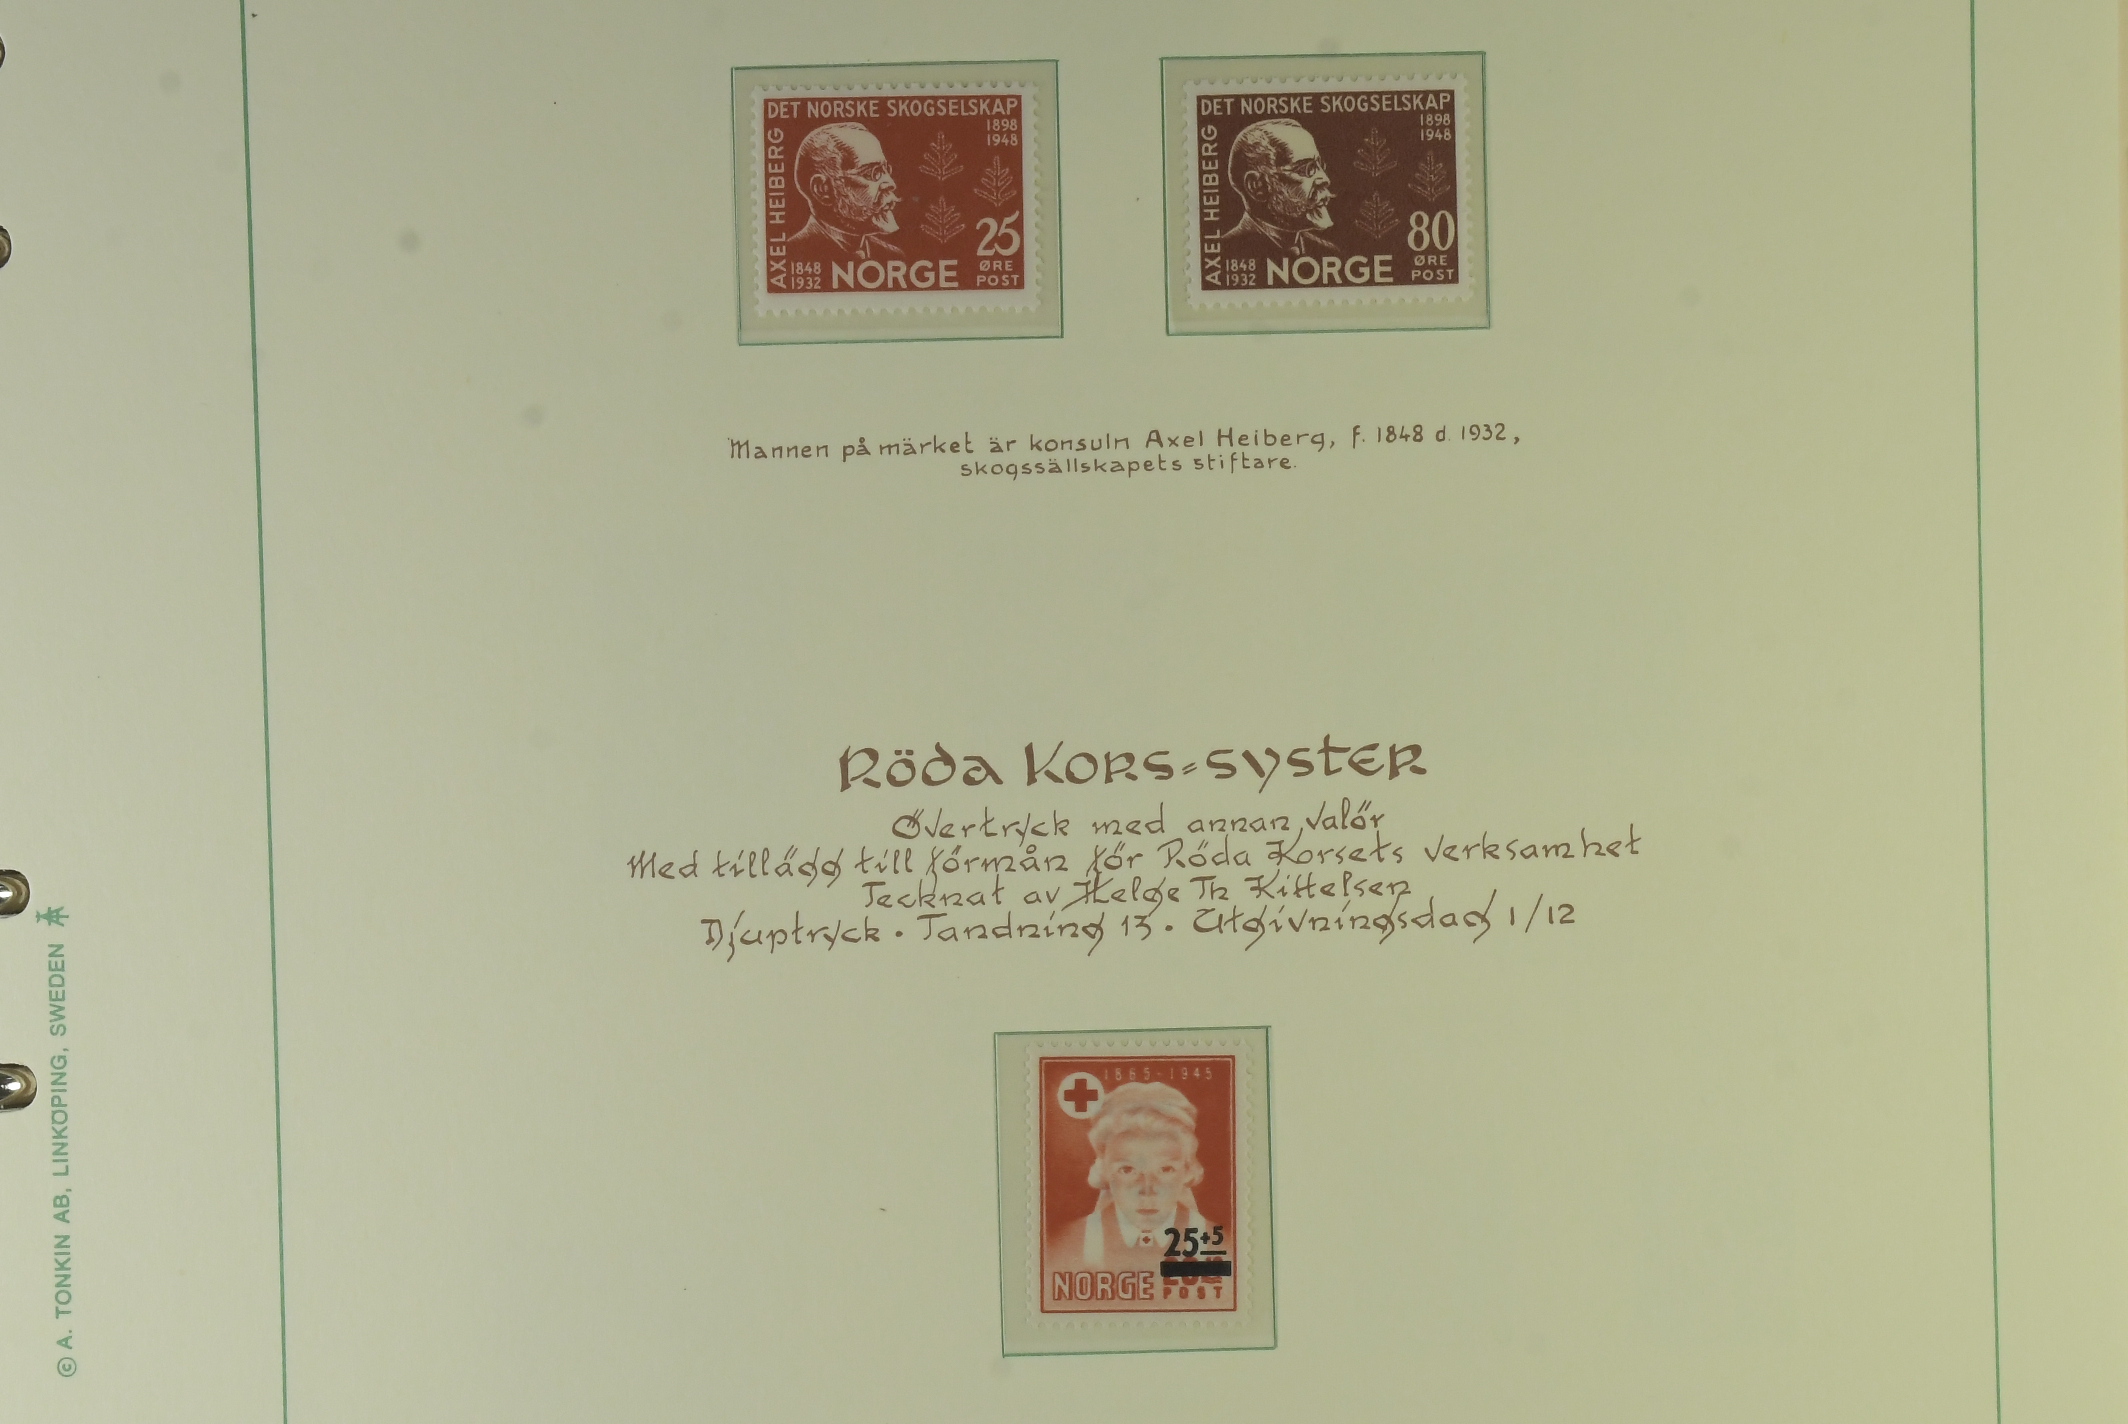 DET NORSKE SKOGSELSKAP
1898
1948
AXEL HEIBERG
25
ØRE
POST
1848
1932
NORGE
DET NORSKE SKOGSELSKAP
1898
1948
AXEL HEIBERG
80
ØRE
POST
1848
1932
NORGE
Mannen på märket är konsuln Axel Heiberg, f. 1848 d. 1932,
skogssällskapets stiftare.
Röda Kors=syster
Övertryck med annan valör
Med tillägg till förmån för Röda Korsets verksamhet
Tecknat av Helge Th Kittelsen
Djuptryck • Tandning 13 • Utgivningsdag 1/12
1865-1945
25+5
NORGE
POST
© A. TONKIN AB, LINKÖPING, SWEDEN